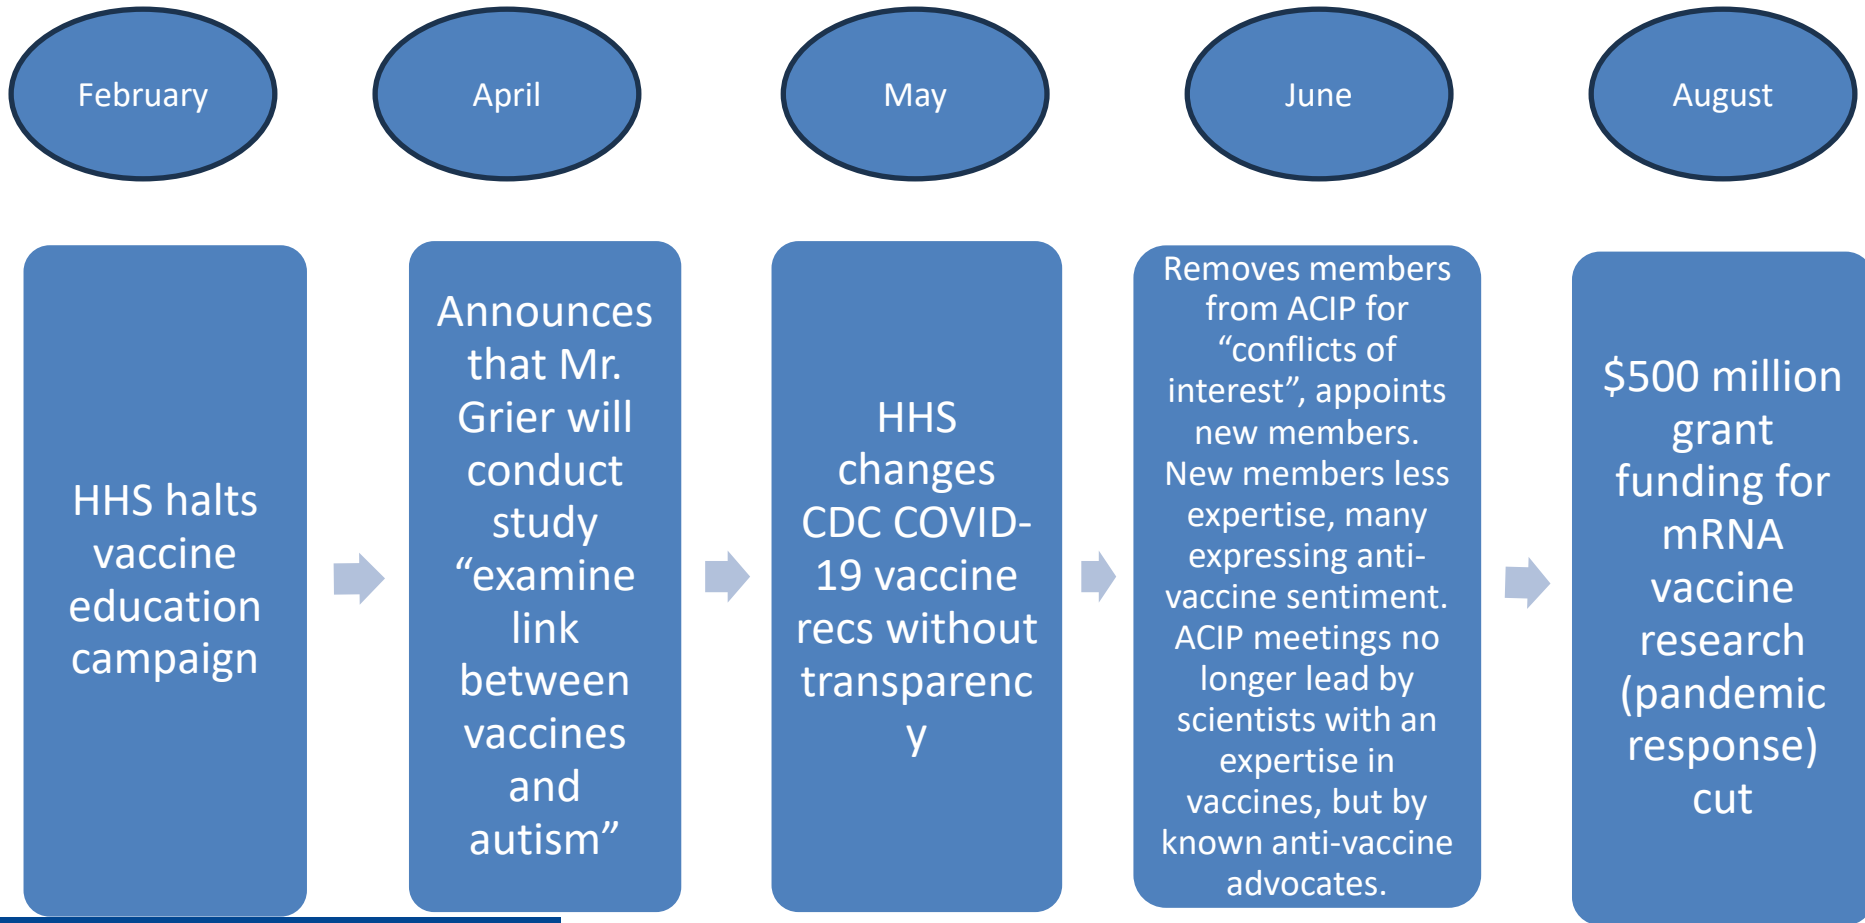 February
April
May
June
August
HHS halts
vaccine
education
campaign
Announces
that Mr.
Grier will
conduct
study
“examine
link
between
vaccines
and
autism”
HHS
changes
CDC COVID-
19 vaccine
recs without
transparenc
y
Removes members
from ACIP for
“conflicts of
interest”, appoints
new members.
New members less
expertise, many
expressing anti-
vaccine sentiment.
ACIP meetings no
longer lead by
scientists with an
expertise in
vaccines, but by
known anti-vaccine
advocates.
$500 million
grant
funding for
mRNA
vaccine
research
(pandemic
response)
cut